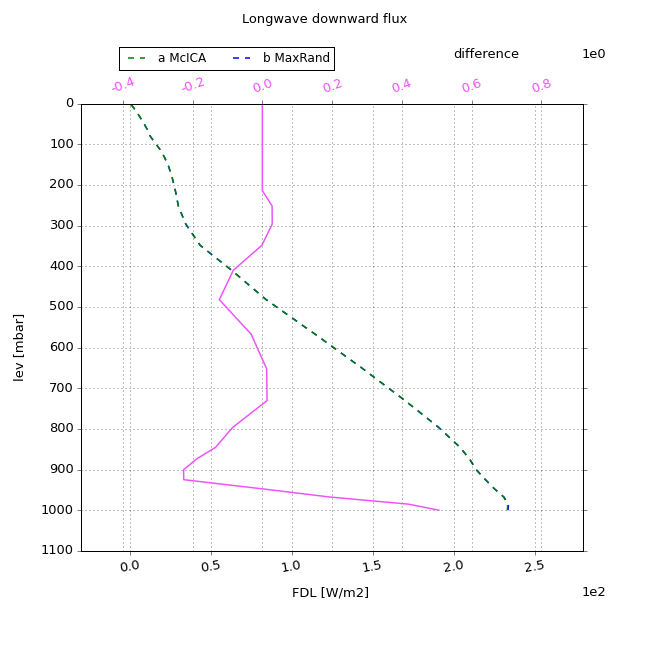 Longwave downward flux
a McICA b MaxRand
difference 1e0
-0.4 -0.2 0.0 0.2 0.4 0.6 0.8
0
100
200
300
400
500
600
700
800
900
1000
1100
lev [mbar]
0.0 0.5 1.0 1.5 2.0 2.5
FDL [W/m2] 1e2